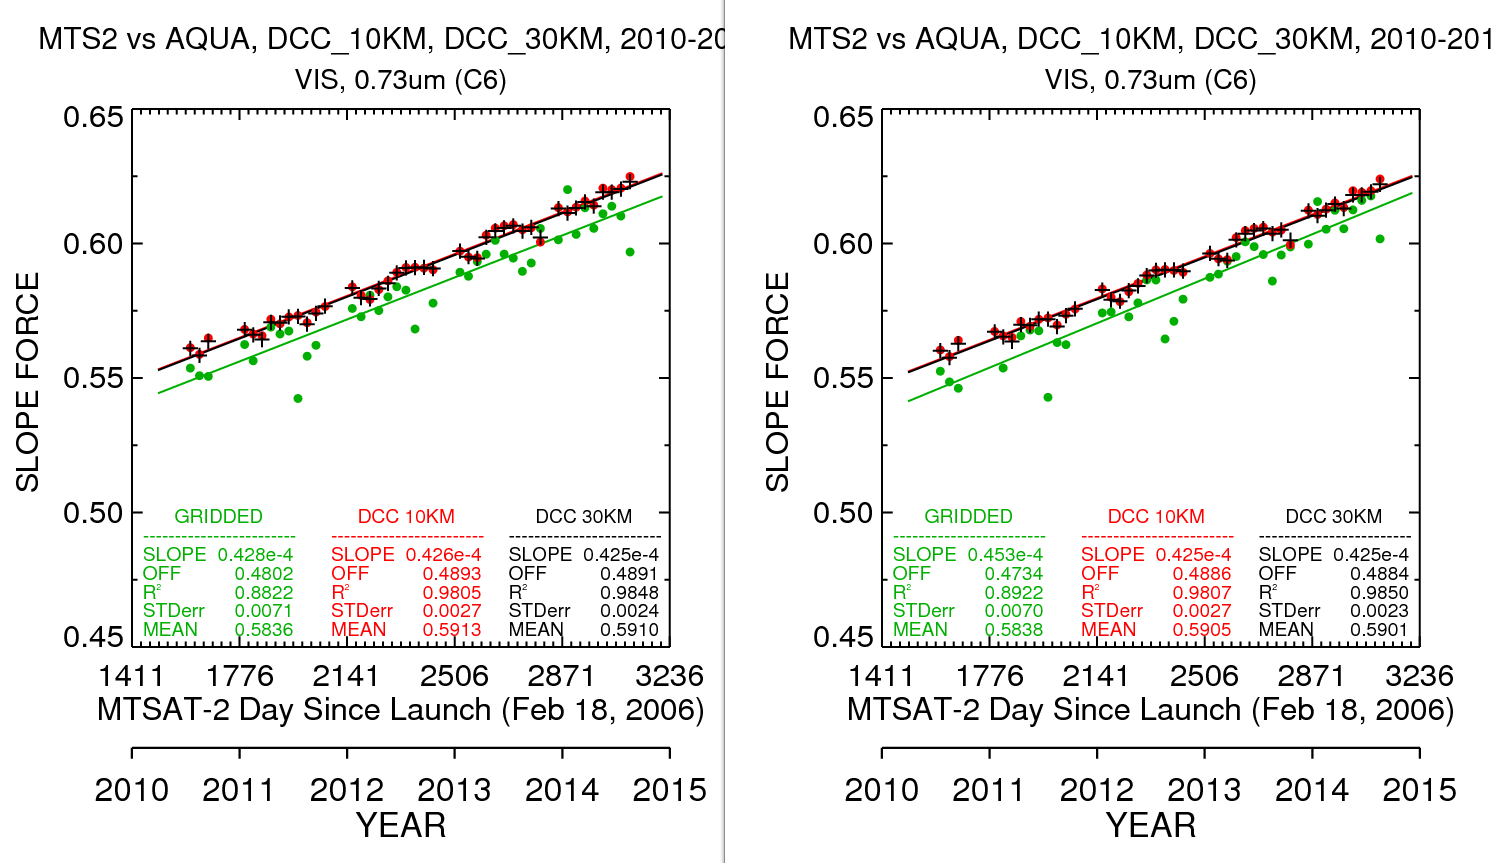 MTS2 vs AQUA, DCC_10KM, DCC_30KM, 2010-20
VIS, 0.73um (C6)
SLOPE FORCE
0.65
0.60
0.55
0.50
0.45
GRIDDED
-----------------------
SLOPE 0.428e-4
OFF 0.4802
R² 0.8822
STDerr 0.0071
MEAN 0.5836
DCC 10KM
-----------------------
SLOPE 0.426e-4
OFF 0.4893
R² 0.9805
STDerr 0.0027
MEAN 0.5913
DCC 30KM
-----------------------
SLOPE 0.425e-4
OFF 0.4891
R² 0.9848
STDerr 0.0024
MEAN 0.5910
1411 1776 2141 2506 2871 3236
MTSAT-2 Day Since Launch (Feb 18, 2006)
2010 2011 2012 2013 2014 2015
YEAR
MTS2 vs AQUA, DCC_10KM, DCC_30KM, 2010-201
VIS, 0.73um (C6)
SLOPE FORCE
0.65
0.60
0.55
0.50
0.45
GRIDDED
-----------------------
SLOPE 0.453e-4
OFF 0.4734
R² 0.8922
STDerr 0.0070
MEAN 0.5838
DCC 10KM
-----------------------
SLOPE 0.425e-4
OFF 0.4886
R² 0.9807
STDerr 0.0027
MEAN 0.5905
DCC 30KM
-----------------------
SLOPE 0.425e-4
OFF 0.4884
R² 0.9850
STDerr 0.0023
MEAN 0.5901
1411 1776 2141 2506 2871 3236
MTSAT-2 Day Since Launch (Feb 18, 2006)
2010 2011 2012 2013 2014 2015
YEAR